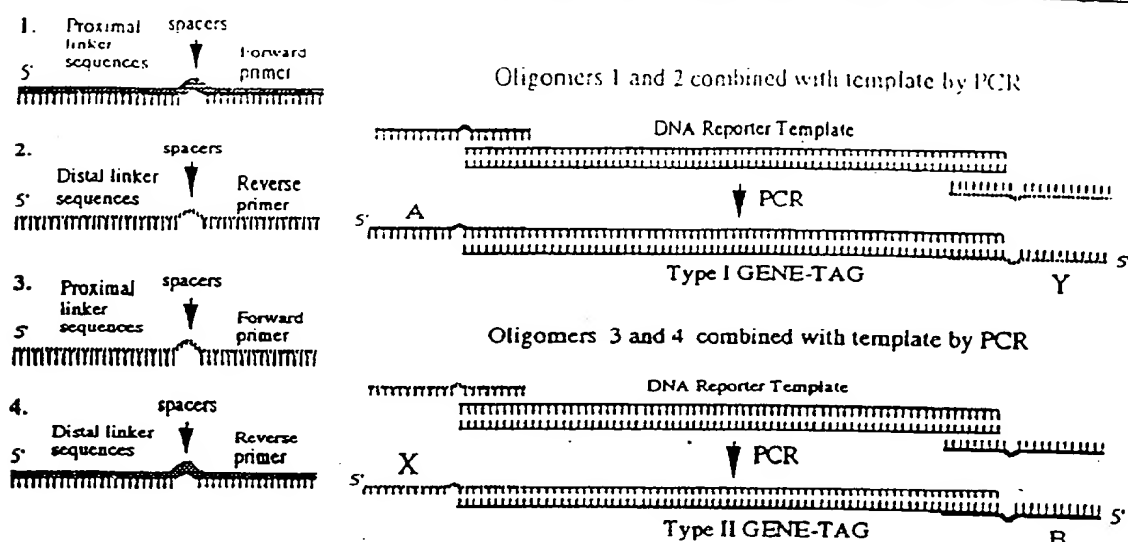 1. Proximal linker sequences
spacers
5' Forward primer
2. spacers
Distal linker sequences
5' Reverse primer
3. Proximal linker sequences
spacers
5' Forward primer
4. spacers
Distal linker sequences
5' Reverse primer
Oligomers 1 and 2 combined with template by PCR
DNA Reporter Template
PCR
5' A
Type I GENE-TAG
Y 5'
Oligomers 3 and 4 combined with template by PCR
DNA Reporter Template
PCR
5' X
Type II GENE-TAG
B 5'